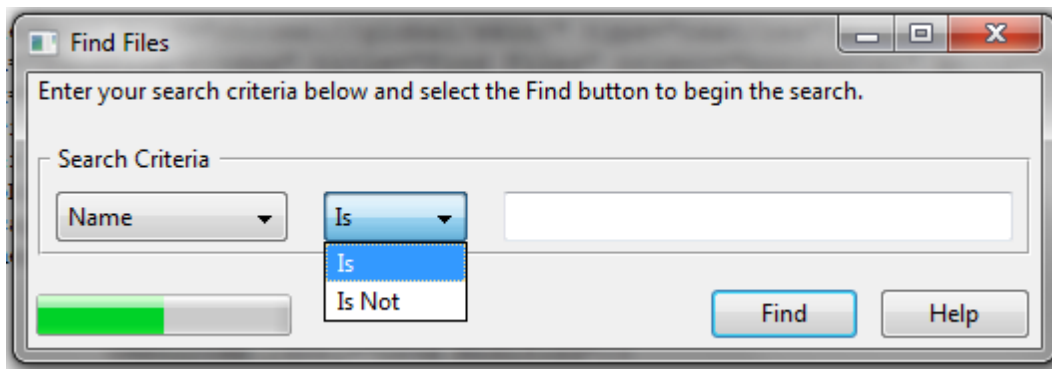 Find Files
Enter your search criteria below and select the Find button to begin the search.
Search Criteria
Name Is
Is
Is Not
Find Help